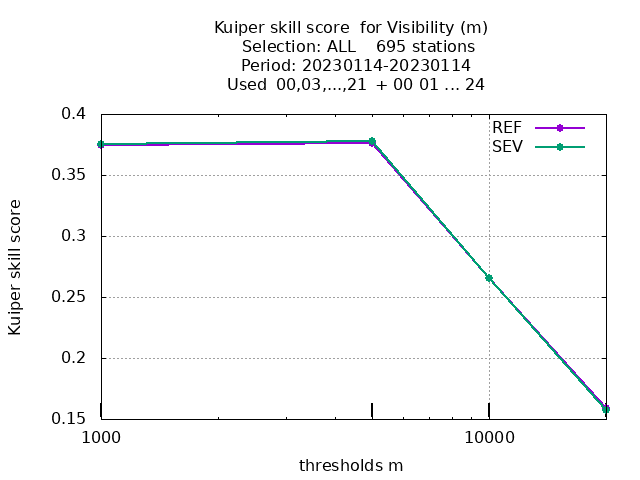 Kuiper skill score for Visibility (m)
Selection: ALL 695 stations
Period: 20230114-20230114
Used 00,03,...,21 + 00 01 ... 24
0.4
REF
SEV
0.35
0.3
Kuiper skill score
0.25
0.2
0.15
1000
10000
thresholds m